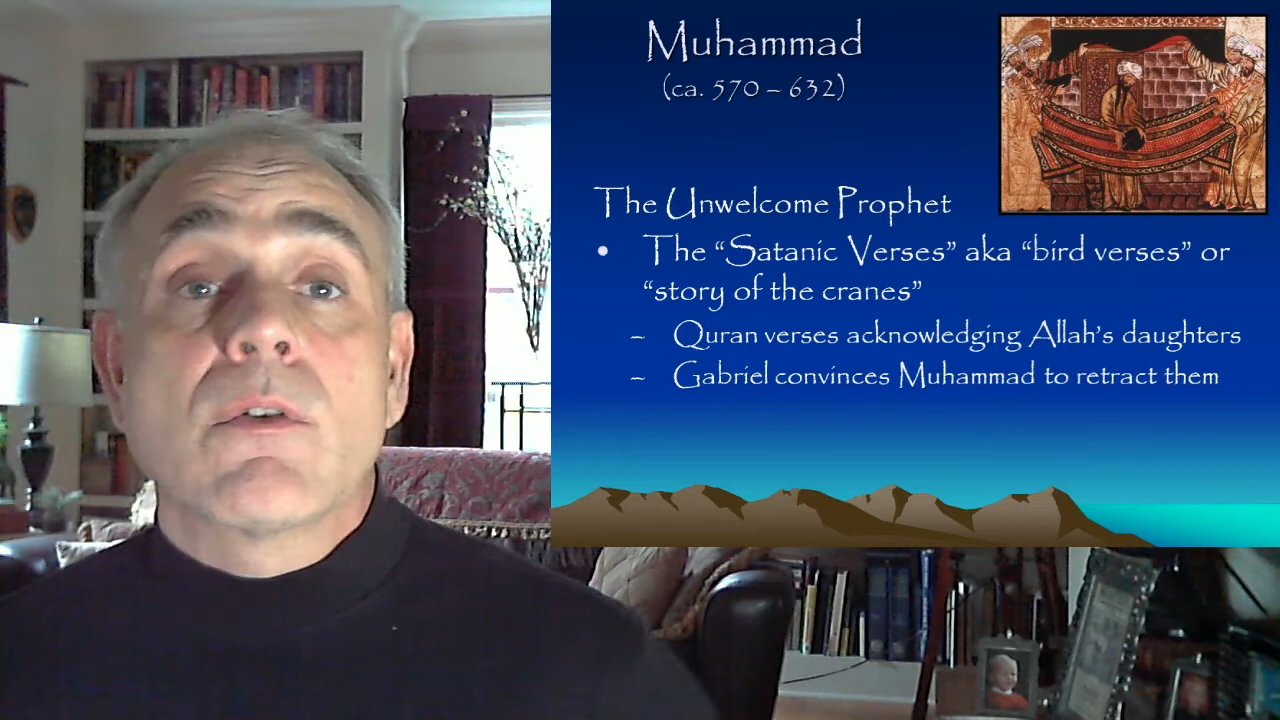 Muhammad
(ca. 570 – 632)
The Unwelcome Prophet
• The “Satanic Verses” aka “bird verses” or
“story of the cranes”
– Quran verses acknowledging Allah’s daughters
– Gabriel convinces Muhammad to retract them